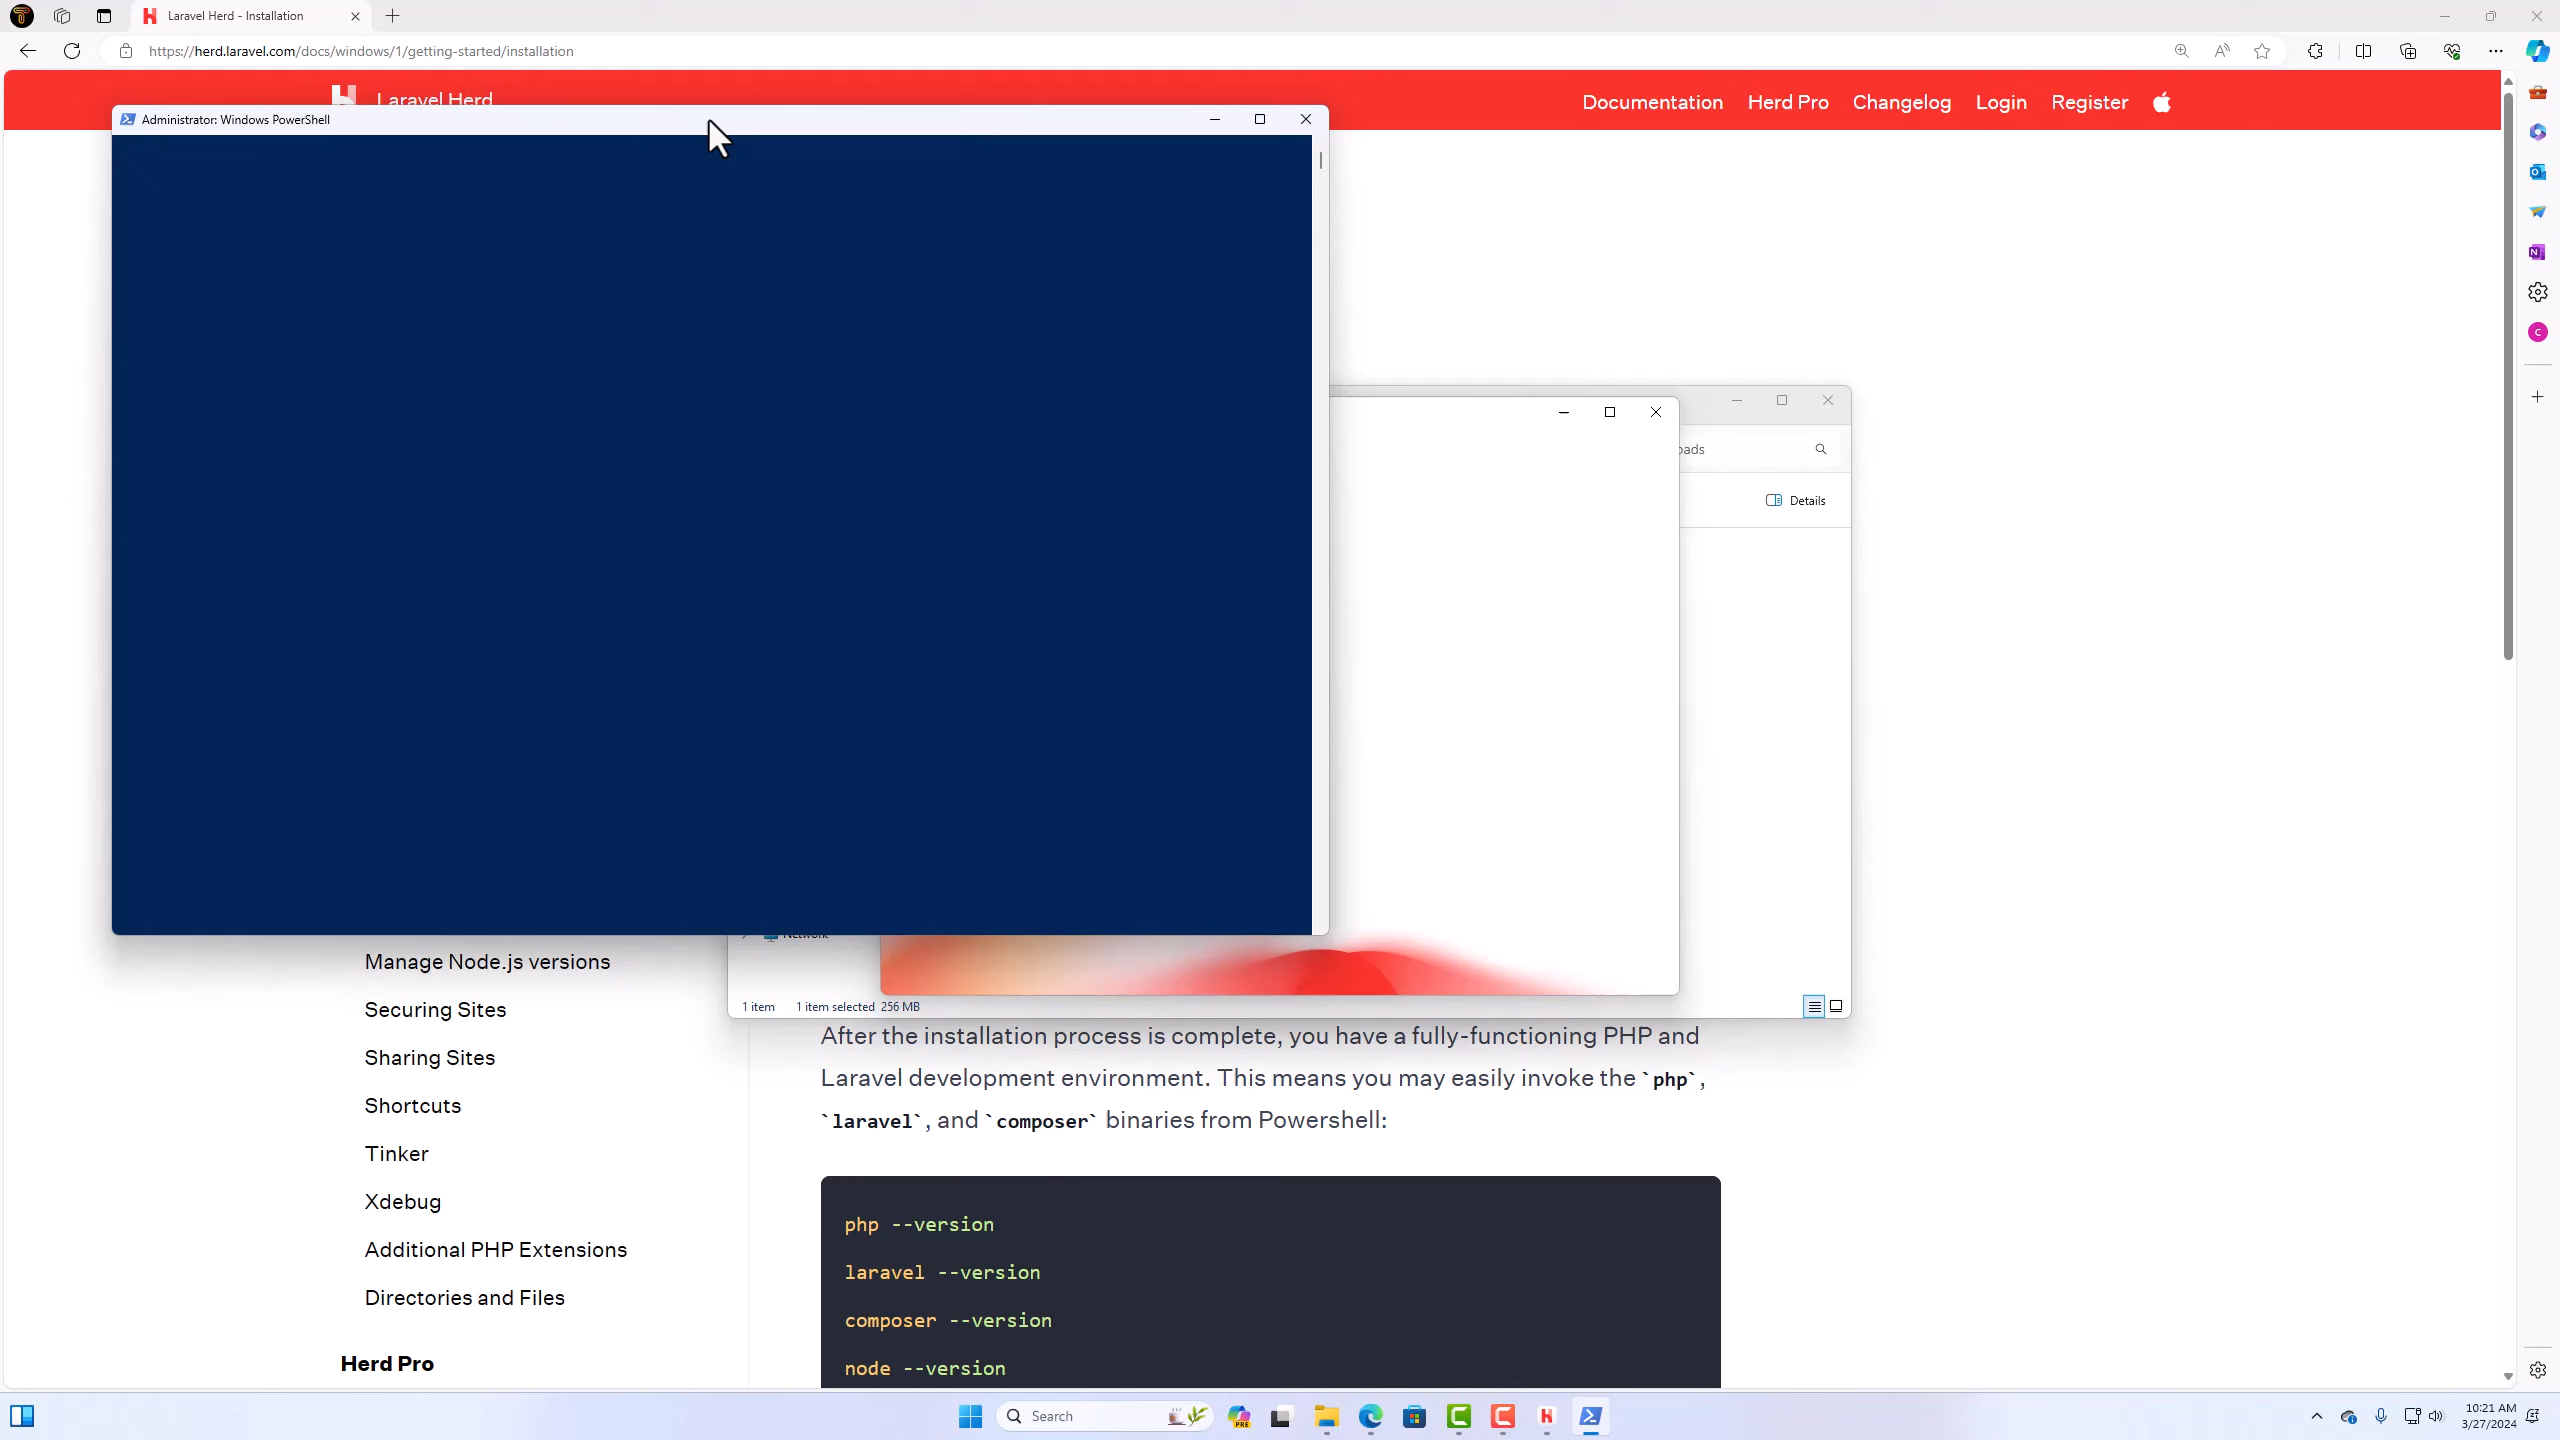 Laravel Herd - Installation
https://herd.laravel.com/docs/windows/1/getting-started/installation
Laravel Herd
Documentation
Herd Pro
Changelog
Login
Register
Administrator: Windows PowerShell
Details
Manage Node.js versions
Securing Sites
Sharing Sites
Shortcuts
Tinker
Xdebug
Additional PHP Extensions
Directories and Files
Herd Pro
Network
1 item
1 item selected 256 MB
After the installation process is complete, you have a fully-functioning PHP and
Laravel development environment. This means you may easily invoke the `php`,
`laravel`, and `composer` binaries from Powershell:
php --version
laravel --version
composer --version
node --version
Search
PRE
10:21 AM
3/27/2024